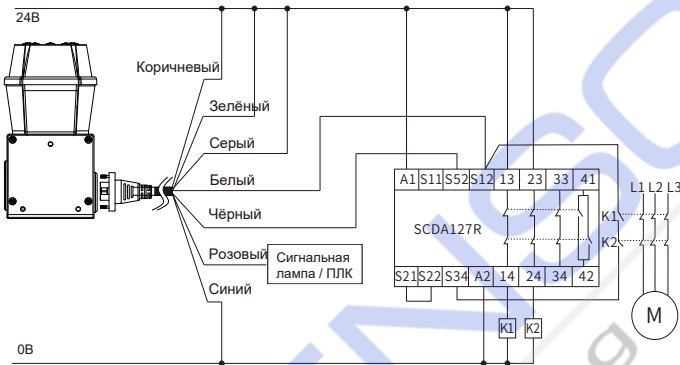 24В
Коричневый
Зелёный
Серый
Белый
Чёрный
Розовый
Сигнальная
лампа / ПЛК
Синий
0В
A1 S11 S52 S12 13 23 33 41
SCDA127R
S21 S22 S34 A2 14 24 34 42
K1 K2
L1 L2 L3
K1
K2
M